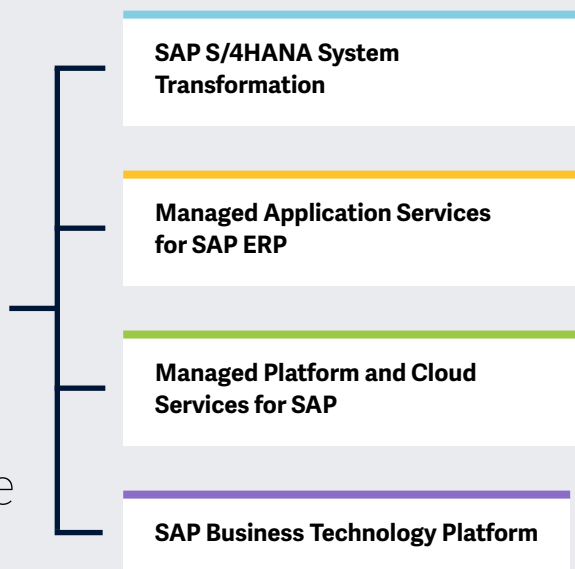 SAP S/4HANA System
Transformation
Managed Application Services
for SAP ERP
Managed Platform and Cloud
Services for SAP
e
SAP Business Technology Platform